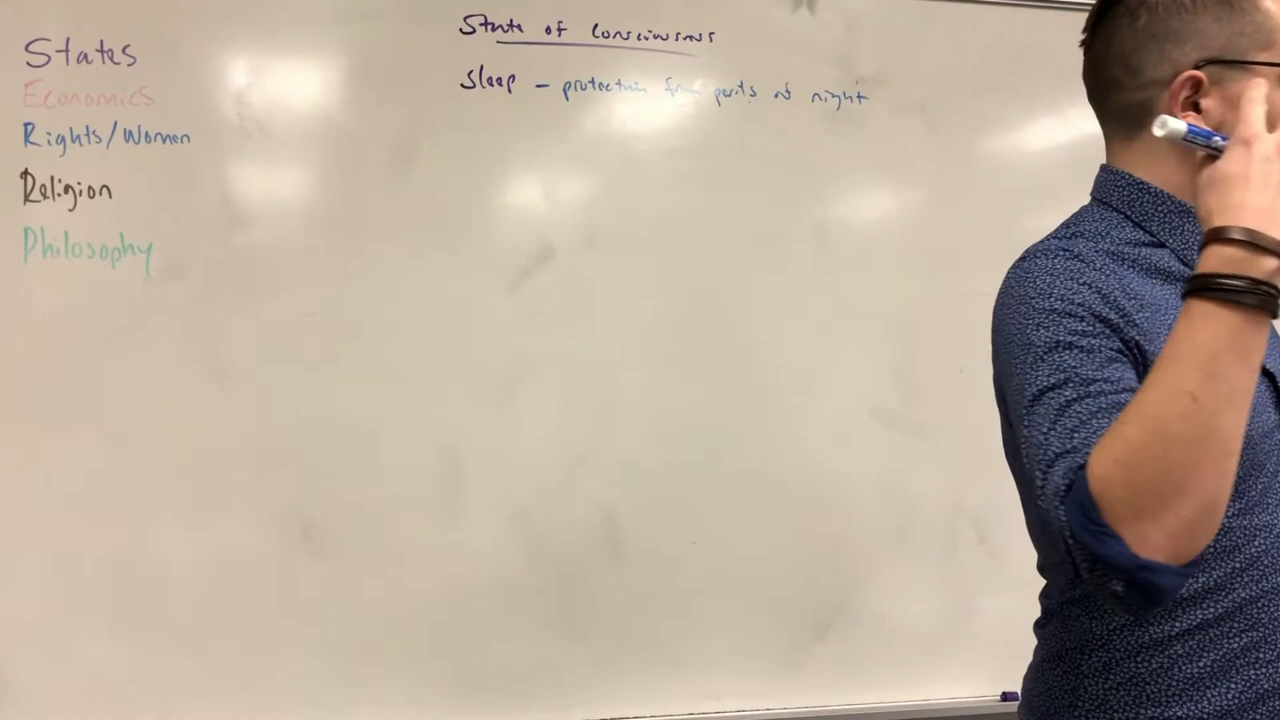 States
Economics
Rights/Women
Religion
Philosophy
State of Consciousness
Sleep - protection from perils of night